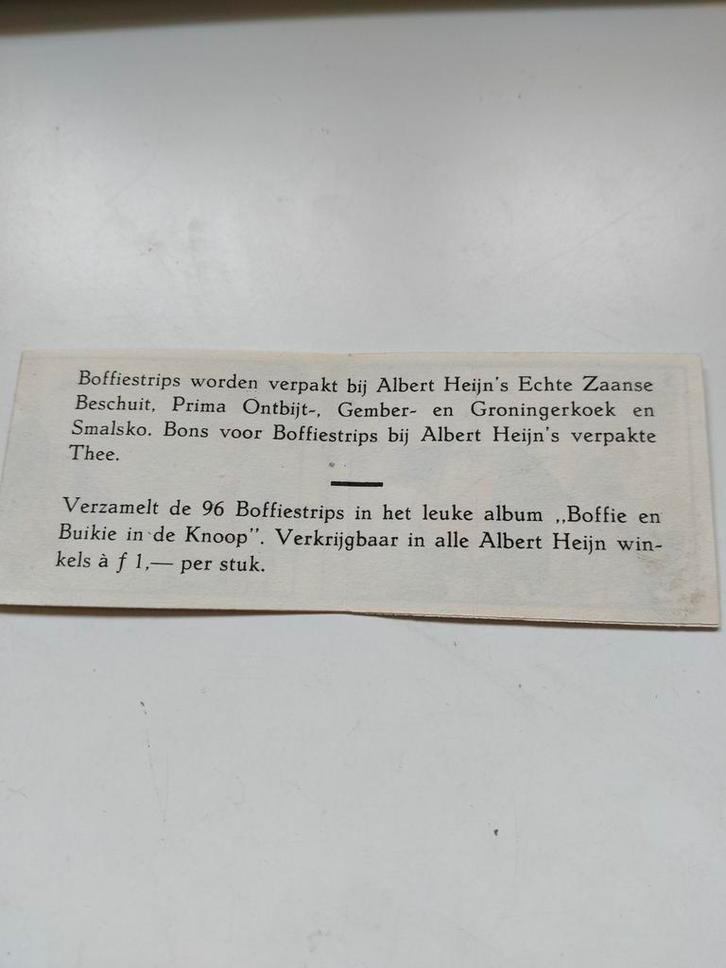 Boffiestrips worden verpakt bij Albert Heijn's Echte Zaanse
Beschuit, Prima Ontbijt-, Gember- en Groningerkoek en
Smalsko. Bons voor Boffiestrips bij Albert Heijn's verpakte
Thee.
Verzamelt de 96 Boffiestrips in het leuke album ,,Boffie en
Buikie in de Knoop". Verkrijgbaar in alle Albert Heijn win-
kels à ƒ 1,— per stuk.